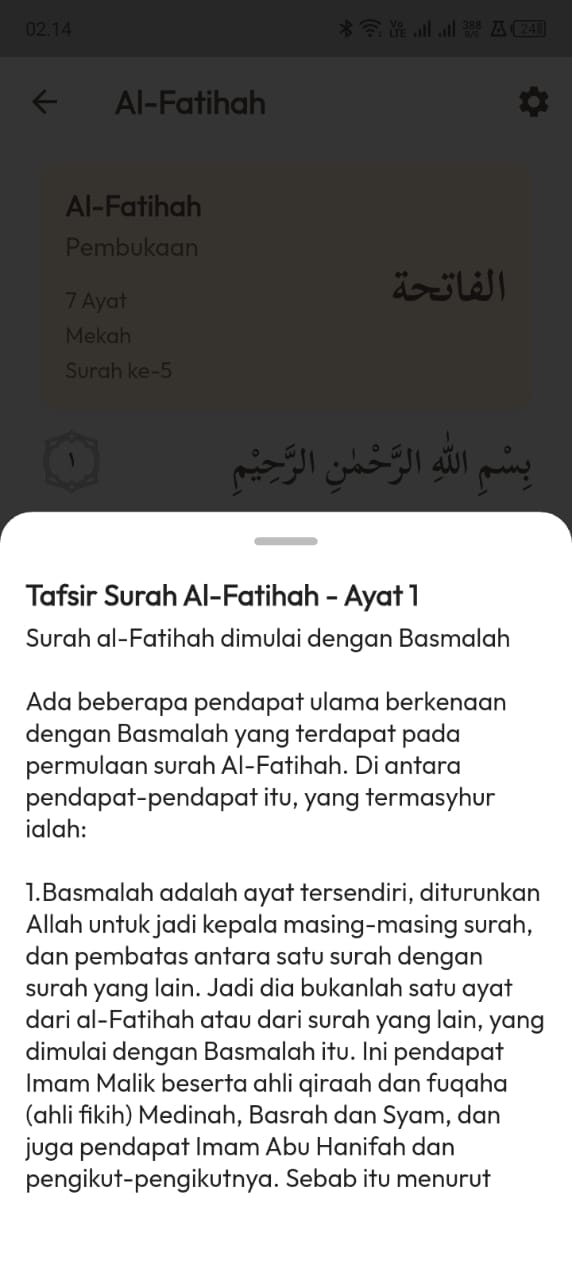 02.14
Vo
LTE
388
B/S
24B
Al-Fatihah
Al-Fatihah
Pembukaan
الفاتحة
7 Ayat
Mekah
Surah ke-5
١
بِسْمِ اللّٰهِ الرَّحْمٰنِ الرَّحِيْمِ
Tafsir Surah Al-Fatihah - Ayat 1
Surah al-Fatihah dimulai dengan Basmalah
Ada beberapa pendapat ulama berkenaan
dengan Basmalah yang terdapat pada
permulaan surah Al-Fatihah. Di antara
pendapat-pendapat itu, yang termasyhur
ialah:
1.Basmalah adalah ayat tersendiri, diturunkan
Allah untuk jadi kepala masing-masing surah,
dan pembatas antara satu surah dengan
surah yang lain. Jadi dia bukanlah satu ayat
dari al-Fatihah atau dari surah yang lain, yang
dimulai dengan Basmalah itu. Ini pendapat
Imam Malik beserta ahli qiraah dan fuqaha
(ahli fikih) Medinah, Basrah dan Syam, dan
juga pendapat Imam Abu Hanifah dan
pengikut-pengikutnya. Sebab itu menurut